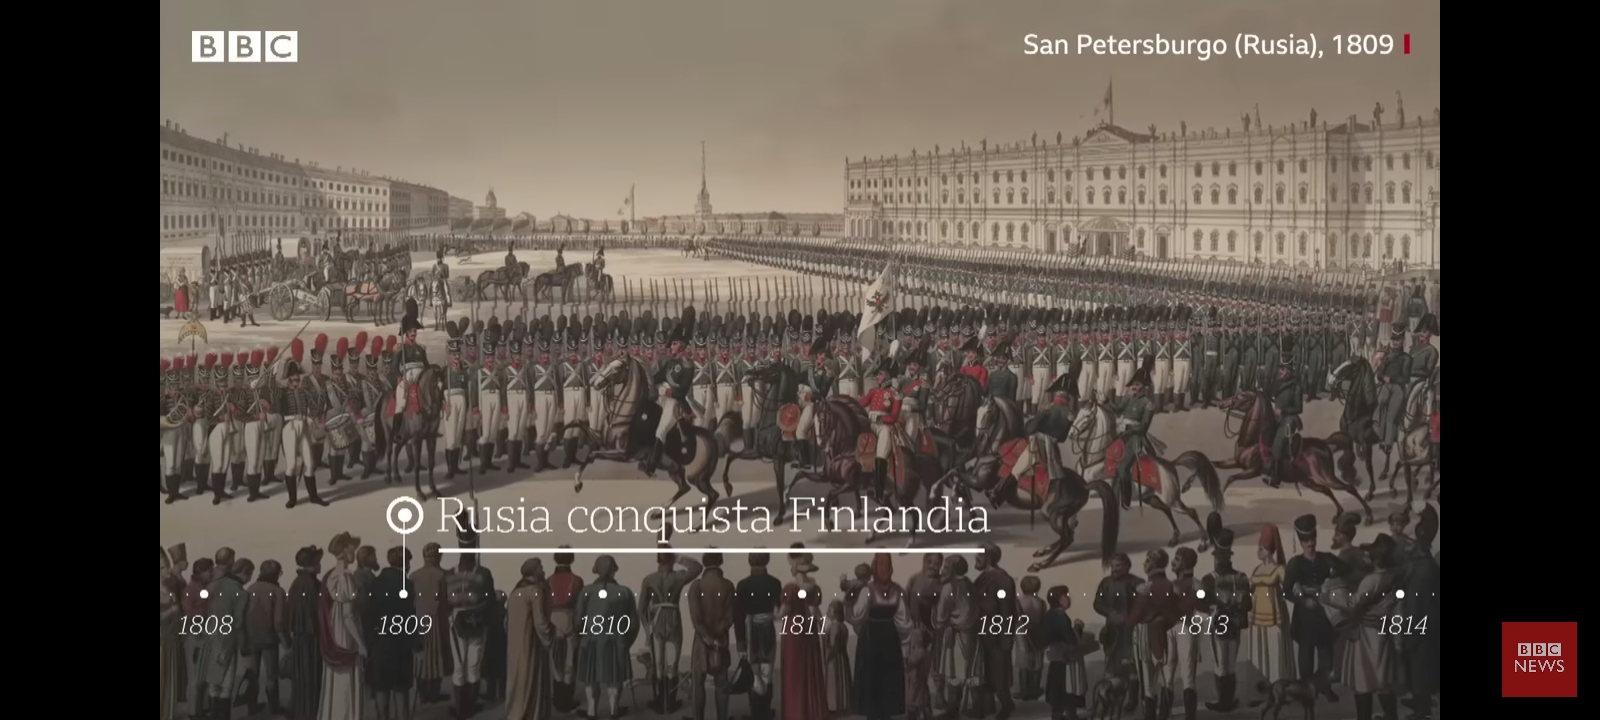 BBC
San Petersburgo (Rusia), 1809
Rusia conquista Finlandia
1808 1809 1810 1811 1812 1813 1814
BBC
NEWS